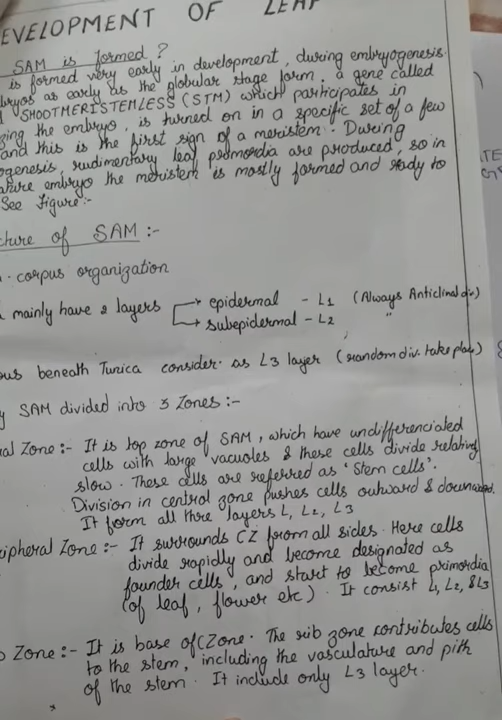 EVELOPMENT OF LEAF
SAM is formed?
is formed very early in development, during embryogenesis.
bryos as early as the globular stage form, a gene called
SHOOTMERISTEMLESS (STM) which participates in
zing the embryo, is turned on in a specific set of a few
and this is the first sign of a meristem. During
ogenesis, rudimentary leaf premordia are produced, so in
ature embryo the meristem is mostly formed and ready to
See figure:-
cture of SAM :-
corpus organization
mainly have 2 layers → epidermal - L1 (Always Anticlinal div)
→ subepidermal - L2 "
ous beneath Tunica consider as L3 layer (random div. takes place)
y SAM divided into 3 Zones :-
al Zone :- It is top zone of SAM, which have undifferenciated
cells with large vacuoles & these cells divide relativly
slow. These cells are referred as 'Stem cells'.
Division in central zone pushes cells outward & downward.
It form all thre layers L, L2, L3
ripheral Zone :- It surrounds CZ from all sides. Here cells
divide rapidly and become designated as
founder cells, and start to become primordia
(of leaf, flower etc). It consist L, L2, & L3
b Zone :- It is base of CZone. The rib zone contributes cells
to the stem, including the vasculature and pith
of the stem. It include only L3 layer.